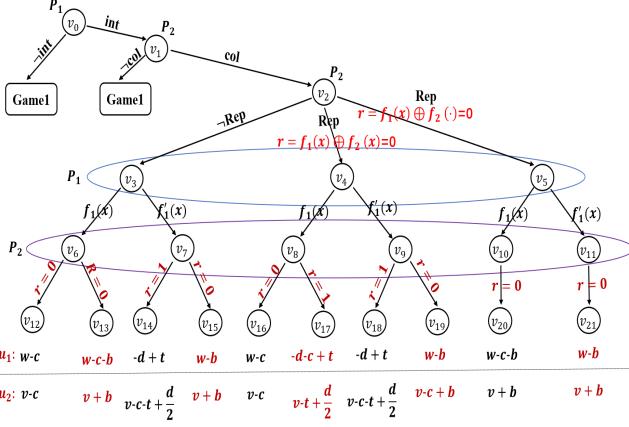 P₁
v₀ int P₂
¬int v₁
¬col col P₂
Game1 Game1 v₂
¬Rep Rep Rep
r = f₁(x) ⊕ f₂(·)=0
r = f₁(x) ⊕ f₂(x)=0
P₁ v₃ v₄ v₅
f₁(x) f₁′(x) f₁(x) f₁′(x) f₁(x) f₁′(x)
P₂ v₆ v₇ v₈ v₉ v₁₀ v₁₁
r = 0 R = 0 r = 1 r = 0 r = 0 r = 1 r = 1 r = 0 r = 0 r = 0
v₁₂ v₁₃ v₁₄ v₁₅ v₁₆ v₁₇ v₁₈ v₁₉ v₂₀ v₂₁
u₁: w-c w-c-b -d + t w-b w-c -d-c + t -d + t w-b w-c-b w-b
u₂: v-c v + b v-c-t + d/2 v + b v-c v-t + d/2 v-c-t + d/2 v-c + b v + b v + b